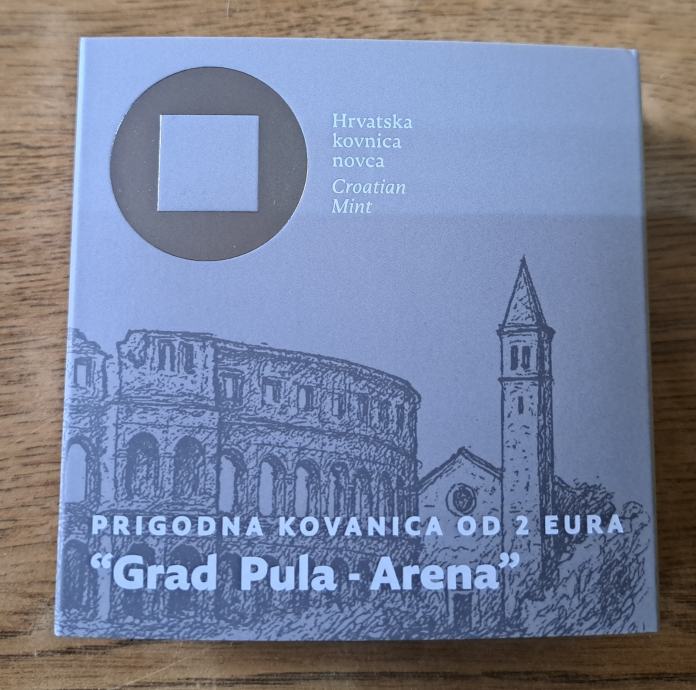 Hrvatska
kovnica
novca
Croatian
Mint
PRIGODNA KOVANICA OD 2 EURA
“Grad Pula - Arena”